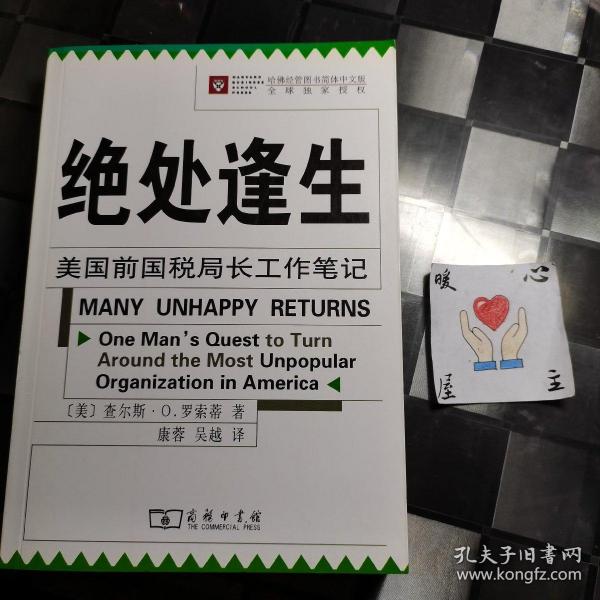 HARVARD
BUSINESS
SCHOOL
PRESS
哈佛经管图书简体中文版
全球独家授权
绝处逢生
美国前国税局长工作笔记
MANY UNHAPPY RETURNS
One Man's Quest to Turn
Around the Most Unpopular
Organization in America
〔美〕查尔斯·O.罗索蒂 著
康蓉 吴越 译
商务印书馆
THE COMMERCIAL PRESS
暖 心
屋 主
孔夫子旧书网
www.kongfz.com